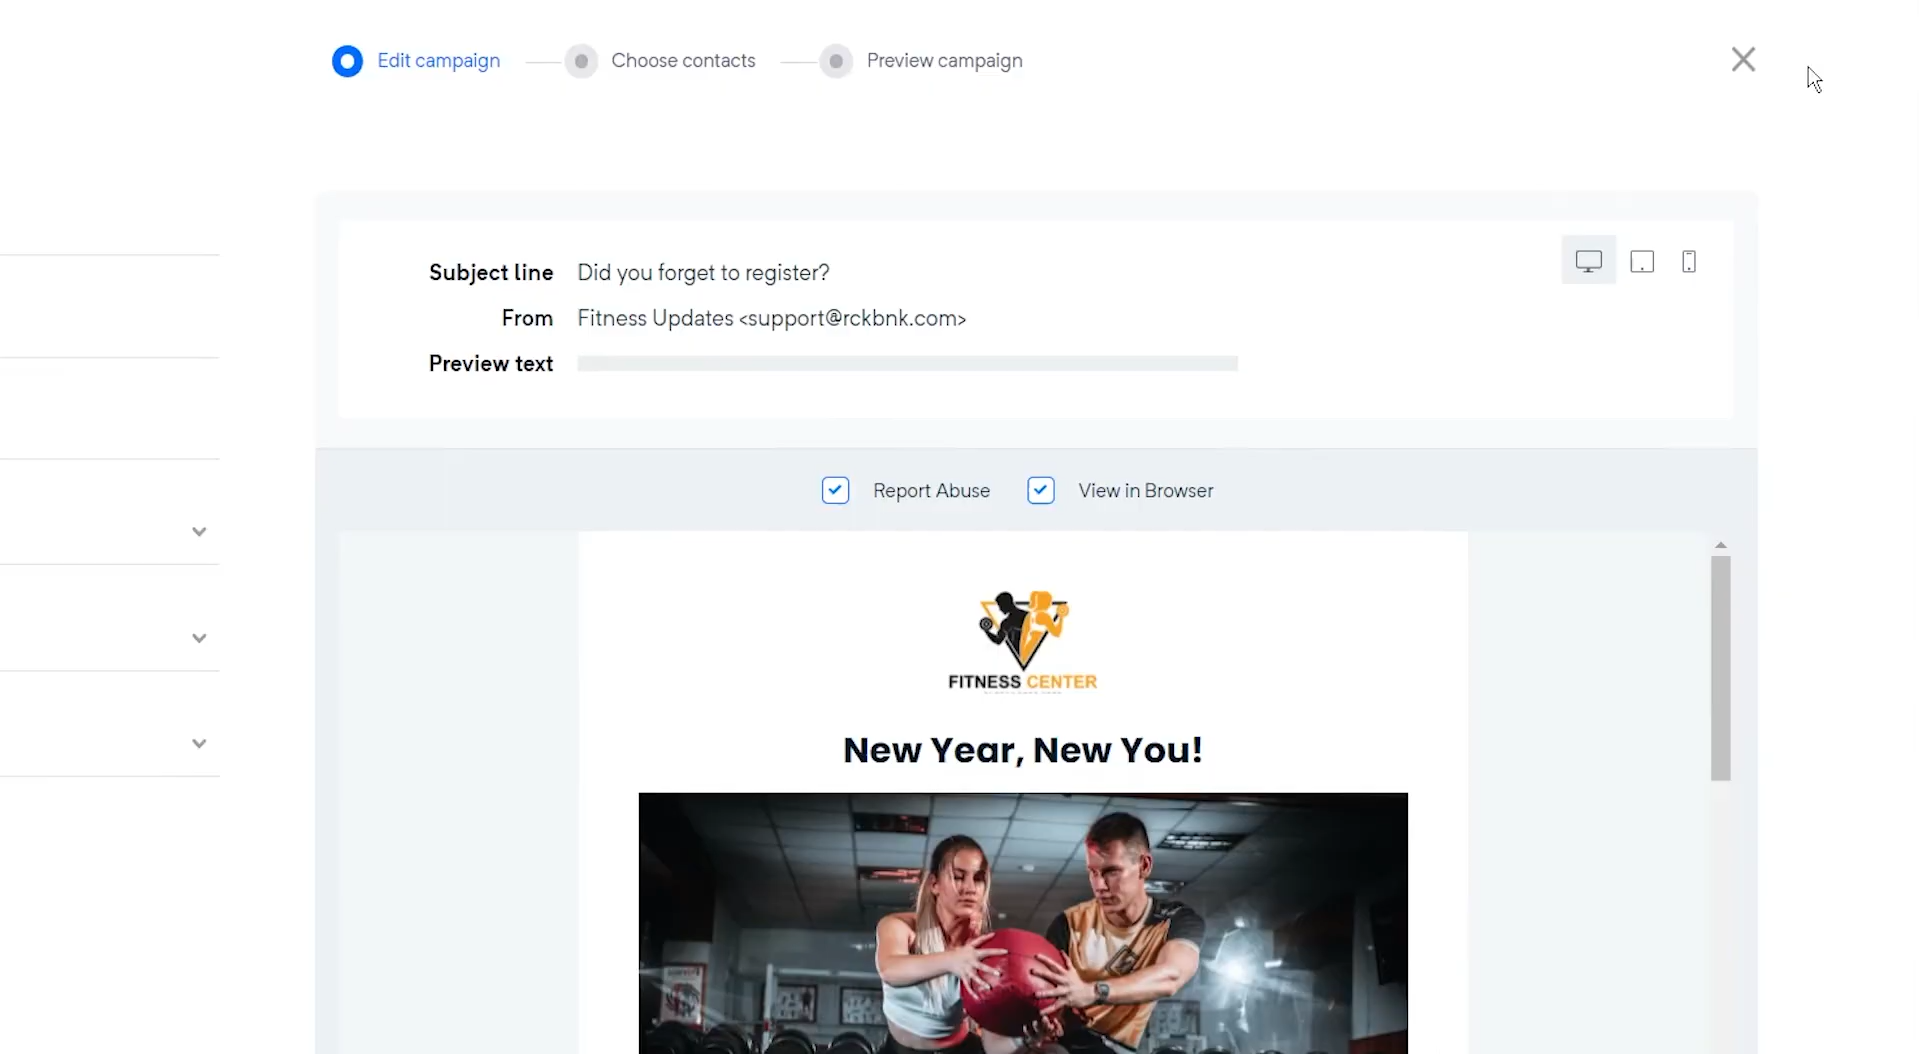 Edit campaign
Choose contacts
Preview campaign
Subject line Did you forget to register?
From Fitness Updates <support@rckbnk.com>
Preview text
Report Abuse
View in Browser
FITNESS CENTER
New Year, New You!